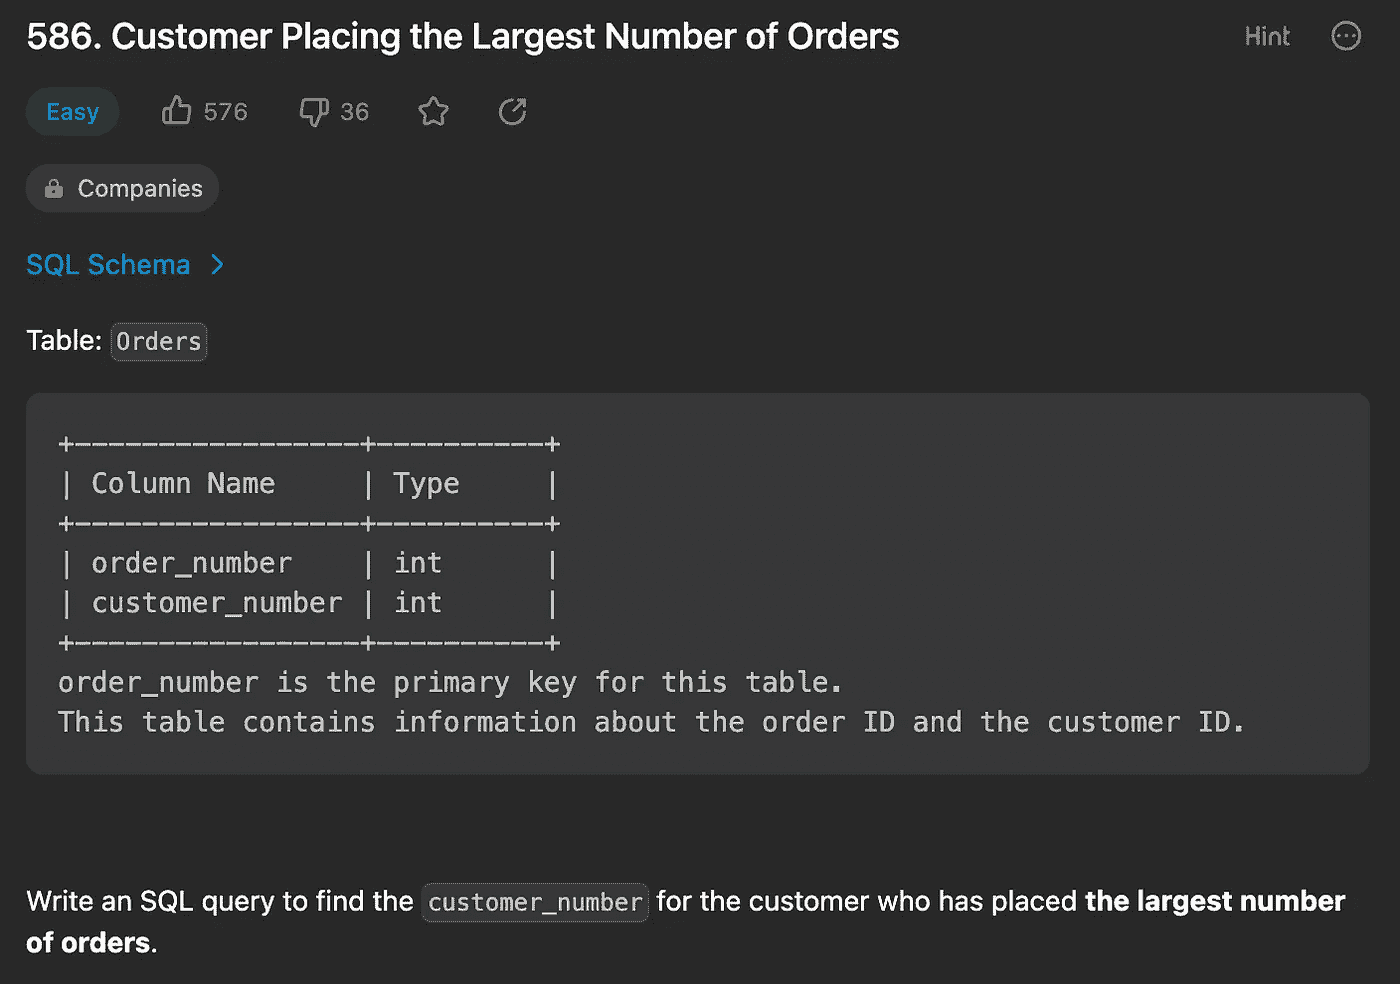 586. Customer Placing the Largest Number of Orders
Hint
Easy 576 36
Companies
SQL Schema >
Table: Orders
+-----------------+----------+
| Column Name     | Type     |
+-----------------+----------+
| order_number    | int      |
| customer_number | int      |
+-----------------+----------+
order_number is the primary key for this table.
This table contains information about the order ID and the customer ID.
Write an SQL query to find the customer_number for the customer who has placed the largest number
of orders.